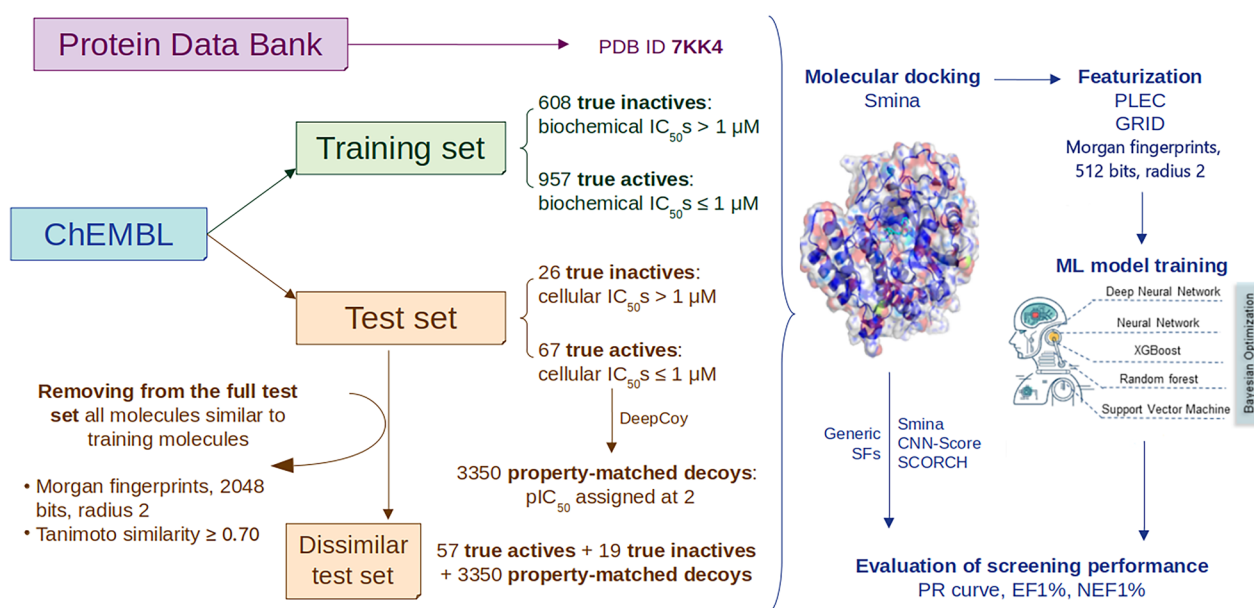 Protein Data Bank
PDB ID 7KK4
ChEMBL
Training set
608 true inactives:
biochemical IC50s > 1 µM
957 true actives:
biochemical IC50s ≤ 1 µM
Test set
26 true inactives:
cellular IC50s > 1 µM
67 true actives:
cellular IC50s ≤ 1 µM
DeepCoy
3350 property-matched decoys:
pIC50 assigned at 2
Removing from the full test
set all molecules similar to
training molecules
• Morgan fingerprints, 2048
bits, radius 2
• Tanimoto similarity ≥ 0.70
Dissimilar
test set
57 true actives + 19 true inactives
+ 3350 property-matched decoys
Molecular docking
Smina
Featurization
PLEC
GRID
Morgan fingerprints,
512 bits, radius 2
ML model training
Deep Neural Network
Neural Network
XGBoost
Random forest
Support Vector Machine
Bayesian Optimization
Generic
SFs
Smina
CNN-Score
SCORCH
Evaluation of screening performance
PR curve, EF1%, NEF1%